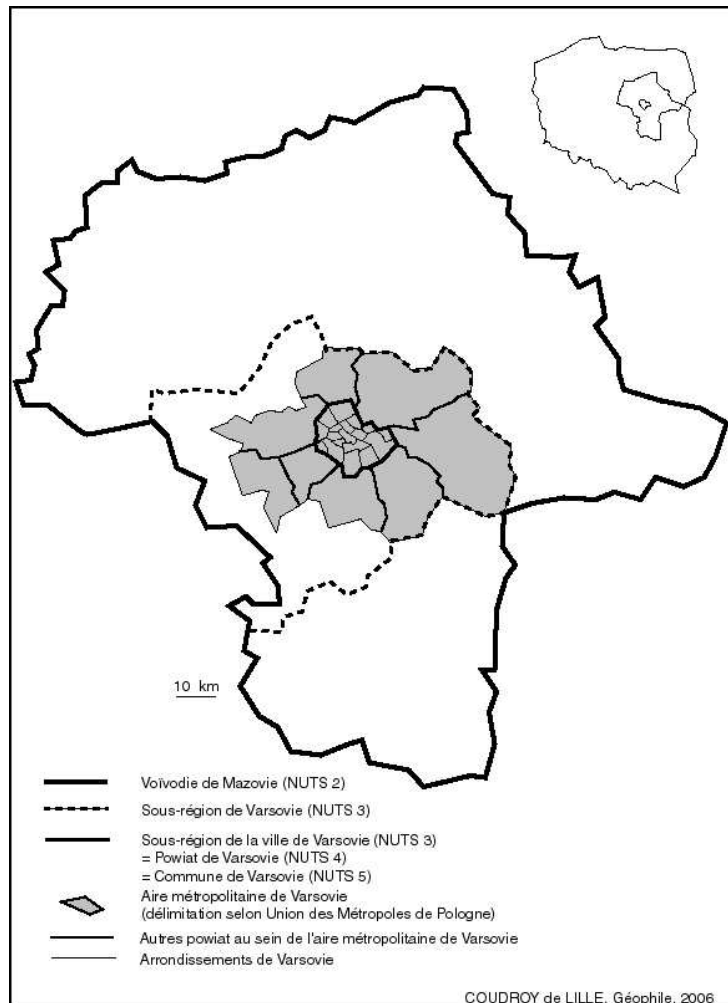 10 km
Voïvodie de Mazovie (NUTS 2)
Sous-région de Varsovie (NUTS 3)
Sous-région de la ville de Varsovie (NUTS 3)
= Powiat de Varsovie (NUTS 4)
= Commune de Varsovie (NUTS 5)
Aire métropolitaine de Varsovie
(délimitation selon Union des Métropoles de Pologne)
Autres powiat au sein de l'aire métropolitaine de Varsovie
Arrondissements de Varsovie
COUDROY de LILLE, Géophile, 2006